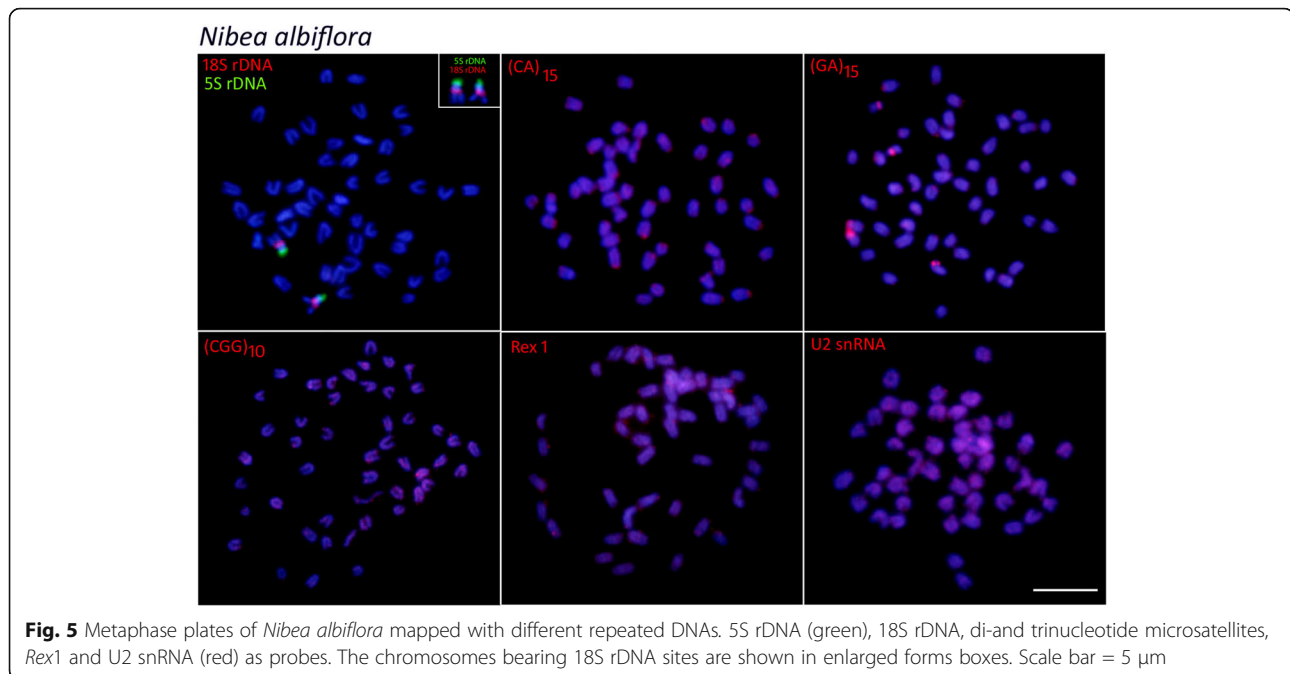 Nibea albiflora
18S rDNA
5S rDNA
5S rDNA
18S rDNA
(CA)15
(GA)15
(CGG)10
Rex 1
U2 snRNA
Fig. 5 Metaphase plates of Nibea albiflora mapped with different repeated DNAs. 5S rDNA (green), 18S rDNA, di-and trinucleotide microsatellites,
Rex1 and U2 snRNA (red) as probes. The chromosomes bearing 18S rDNA sites are shown in enlarged forms boxes. Scale bar = 5 μm